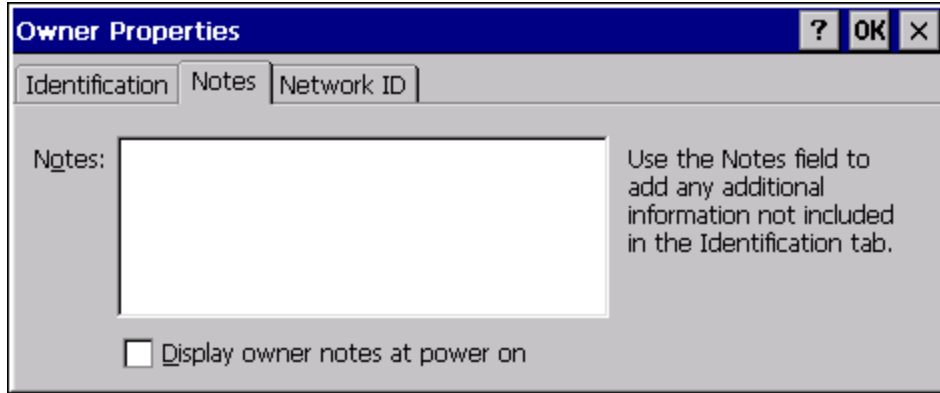 Owner Properties ? OK ×
Identification Notes Network ID
Notes:
Use the Notes field to
add any additional
information not included
in the Identification tab.
Display owner notes at power on